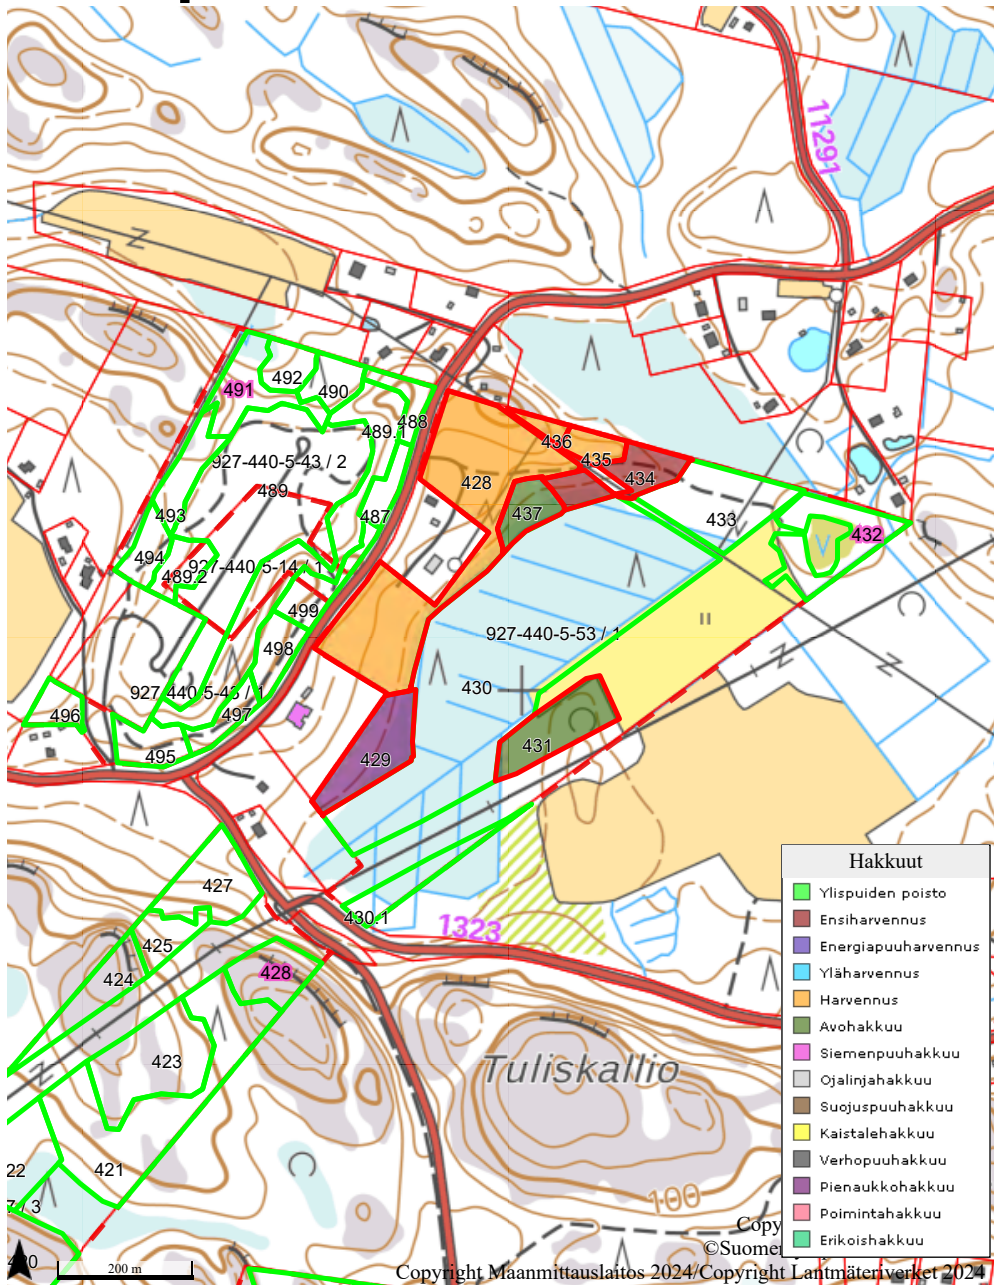 11291
492
491
490
488
489.1
436
435
434
927-440-5-43 / 2
428
489
437
433
493
487
432
494
927-440-5-14 / 1
489.2
499
927-440-5-53 / 1
498
430
927-440-5-43 / 1
496
497
431
495
429
Hakkuut
Ylispuiden poisto
Ensiharvennus
Energiapuuharvennus
Yläharvennus
Harvennus
Avohakkuu
Siemenpuuhakkuu
Ojalinjahakkuu
Suojuspuuhakkuu
Kaistalehakkuu
Verhopuuhakkuu
Pienaukkohakkuu
Poimintahakkuu
Erikoishakkuu
427
430.1
1323
425
424
428
423
Tuliskallio
421
22
7 / 3
100
Copy
©Suomen
200 m
Copyright Maanmittauslaitos 2024/Copyright Lantmäteriverket 2024